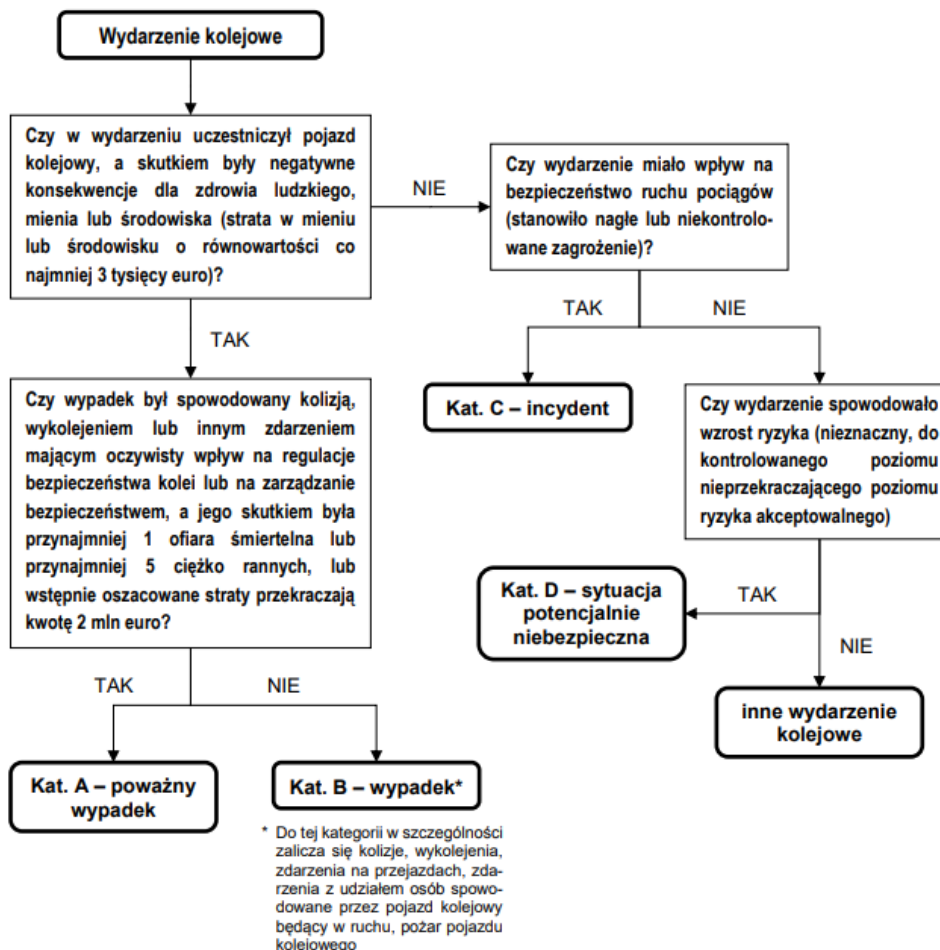 Wydarzenie kolejowe
Czy w wydarzeniu uczestniczył pojazd
kolejowy, a skutkiem były negatywne
konsekwencje dla zdrowia ludzkiego,
mienia lub środowiska (strata w mieniu
lub środowisku o równowartości co
najmniej 3 tysięcy euro)?
NIE
Czy wydarzenie miało wpływ na
bezpieczeństwo ruchu pociągów
(stanowiło nagłe lub niekontrolo-
wane zagrożenie)?
TAK
TAK
NIE
Czy wypadek był spowodowany kolizją,
wykolejeniem lub innym zdarzeniem
mającym oczywisty wpływ na regulacje
bezpieczeństwa kolei lub na zarządzanie
bezpieczeństwem, a jego skutkiem była
przynajmniej 1 ofiara śmiertelna lub
przynajmniej 5 ciężko rannych, lub
wstępnie oszacowane straty przekraczają
kwotę 2 mln euro?
Kat. C – incydent
Czy wydarzenie spowodowało
wzrost ryzyka (nieznaczny, do
kontrolowanego poziomu
nieprzekraczającego poziomu
ryzyka akceptowalnego)
Kat. D – sytuacja
potencjalnie
niebezpieczna
TAK
NIE
inne wydarzenie
kolejowe
TAK
NIE
Kat. A – poważny
wypadek
Kat. B – wypadek*
* Do tej kategorii w szczególności
zalicza się kolizje, wykolejenia,
zdarzenia na przejazdach, zda-
rzenia z udziałem osób spowo-
dowane przez pojazd kolejowy
będący w ruchu, pożar pojazdu
kolejowego